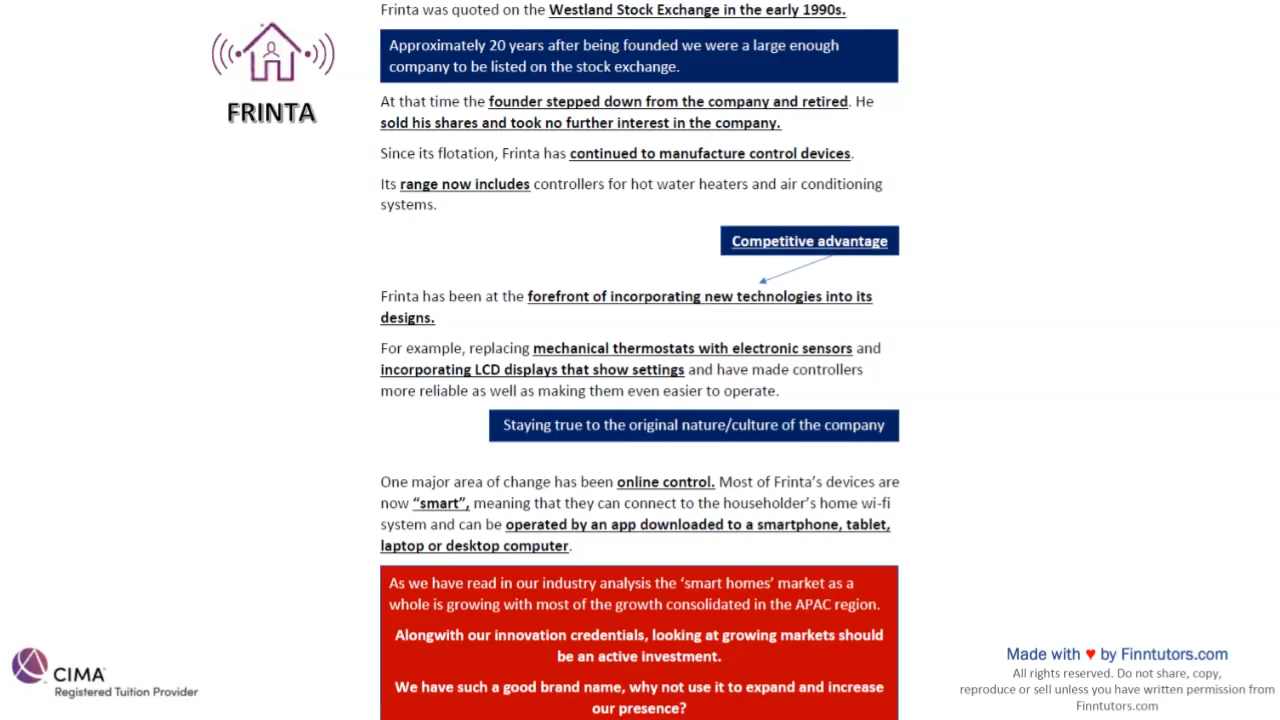 Frinta was quoted on the Westland Stock Exchange in the early 1990s.
Approximately 20 years after being founded we were a large enough
company to be listed on the stock exchange.
FRINTA
At that time the founder stepped down from the company and retired. He
sold his shares and took no further interest in the company.
Since its flotation, Frinta has continued to manufacture control devices.
Its range now includes controllers for hot water heaters and air conditioning
systems.
Competitive advantage
Frinta has been at the forefront of incorporating new technologies into its
designs.
For example, replacing mechanical thermostats with electronic sensors and
incorporating LCD displays that show settings and have made controllers
more reliable as well as making them even easier to operate.
Staying true to the original nature/culture of the company
One major area of change has been online control. Most of Frinta's devices are
now “smart”, meaning that they can connect to the householder's home wi-fi
system and can be operated by an app downloaded to a smartphone, tablet,
laptop or desktop computer.
As we have read in our industry analysis the ‘smart homes’ market as a
whole is growing with most of the growth consolidated in the APAC region.
Alongwith our innovation credentials, looking at growing markets should
be an active investment.
We have such a good brand name, why not use it to expand and increase
our presence?
CIMA
Registered Tuition Provider
Made with ♥ by Finntutors.com
All rights reserved. Do not share, copy,
reproduce or sell unless you have written permission from
Finntutors.com